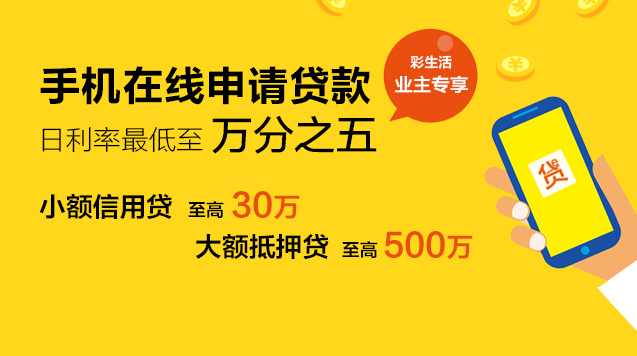 彩生活
业主专享
手机在线申请贷款
日利率最低至 万分之五
小额信用贷 至高 30万
大额抵押贷 至高 500万
贷